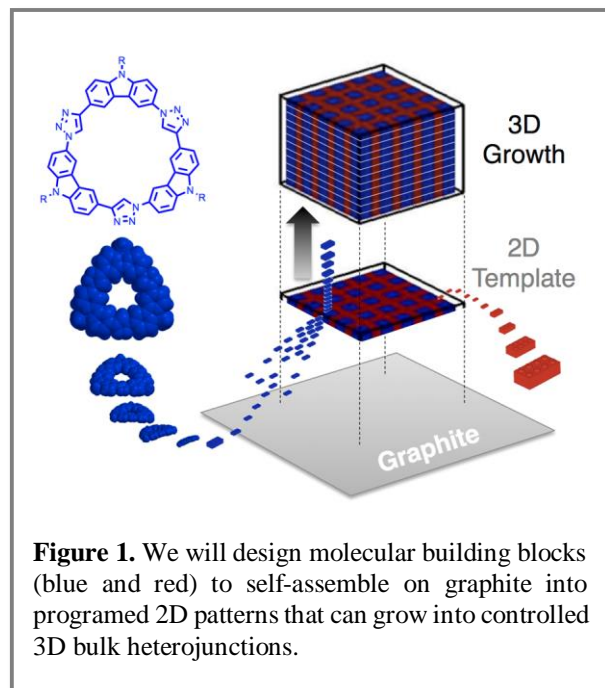 R
N
N
N
N
N
N
N
N
N
R
N
N
R
N
N
3D
Growth
2D
Template
Graphite
Figure 1. We will design molecular building blocks
(blue and red) to self-assemble on graphite into
programed 2D patterns that can grow into controlled
3D bulk heterojunctions.